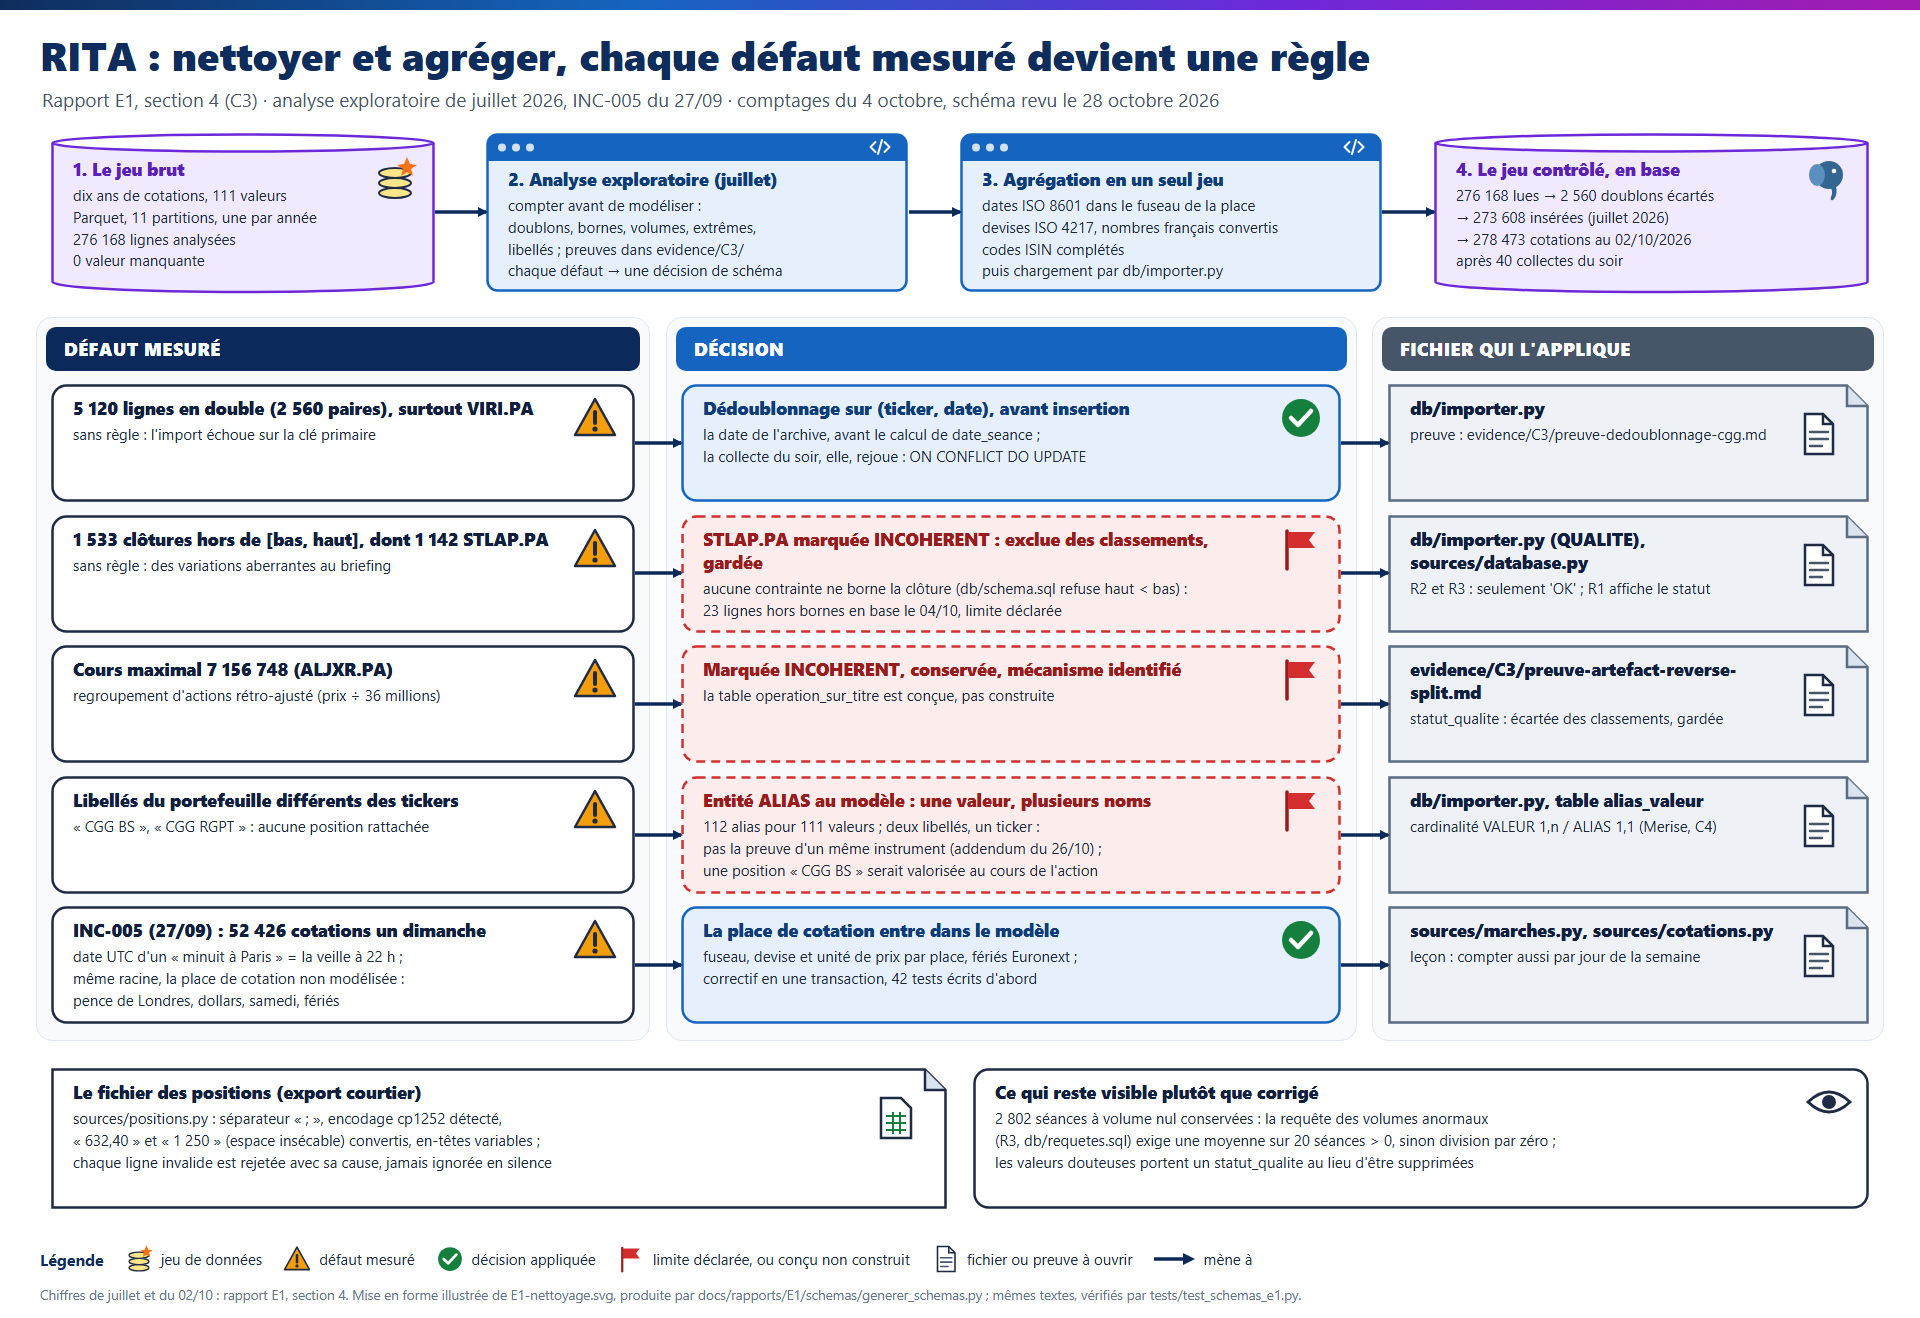 RITA : nettoyer et agréger, chaque défaut mesuré devient une règle
Rapport E1, section 4 (C3) · analyse exploratoire de juillet 2026, INC-005 du 27/09 · comptages du 4 octobre, schéma revu le 28 octobre 2026
1. Le jeu brut
dix ans de cotations, 111 valeurs
Parquet, 11 partitions, une par année
276 168 lignes analysées
0 valeur manquante
</>
2. Analyse exploratoire (juillet)
compter avant de modéliser :
doublons, bornes, volumes, extrêmes,
libellés ; preuves dans evidence/C3/
chaque défaut → une décision de schéma
</>
3. Agrégation en un seul jeu
dates ISO 8601 dans le fuseau de la place
devises ISO 4217, nombres français convertis
codes ISIN complétés
puis chargement par db/importer.py
4. Le jeu contrôlé, en base
276 168 lues → 2 560 doublons écartés
→ 273 608 insérées (juillet 2026)
→ 278 473 cotations au 02/10/2026
après 40 collectes du soir
DÉFAUT MESURÉ
DÉCISION
FICHIER QUI L'APPLIQUE
5 120 lignes en double (2 560 paires), surtout VIRI.PA
sans règle : l'import échoue sur la clé primaire
Dédoublonnage sur (ticker, date), avant insertion
la date de l'archive, avant le calcul de date_seance ;
la collecte du soir, elle, rejoue : ON CONFLICT DO UPDATE
db/importer.py
preuve : evidence/C3/preuve-dedoublonnage-cgg.md
1 533 clôtures hors de [bas, haut], dont 1 142 STLAP.PA
sans règle : des variations aberrantes au briefing
STLAP.PA marquée INCOHERENT : exclue des classements,
gardée
aucune contrainte ne borne la clôture (db/schema.sql refuse haut < bas) :
23 lignes hors bornes en base le 04/10, limite déclarée
db/importer.py (QUALITE),
sources/database.py
R2 et R3 : seulement 'OK' ; R1 affiche le statut
Cours maximal 7 156 748 (ALJXR.PA)
regroupement d'actions rétro-ajusté (prix ÷ 36 millions)
Marquée INCOHERENT, conservée, mécanisme identifié
la table operation_sur_titre est conçue, pas construite
evidence/C3/preuve-artefact-reverse-
split.md
statut_qualite : écartée des classements, gardée
Libellés du portefeuille différents des tickers
« CGG BS », « CGG RGPT » : aucune position rattachée
Entité ALIAS au modèle : une valeur, plusieurs noms
112 alias pour 111 valeurs ; deux libellés, un ticker :
pas la preuve d'un même instrument (addendum du 26/10) ;
une position « CGG BS » serait valorisée au cours de l'action
db/importer.py, table alias_valeur
cardinalité VALEUR 1,n / ALIAS 1,1 (Merise, C4)
INC-005 (27/09) : 52 426 cotations un dimanche
date UTC d'un « minuit à Paris » = la veille à 22 h ;
même racine, la place de cotation non modélisée :
pence de Londres, dollars, samedi, fériés
La place de cotation entre dans le modèle
fuseau, devise et unité de prix par place, fériés Euronext ;
correctif en une transaction, 42 tests écrits d'abord
sources/marches.py, sources/cotations.py
leçon : compter aussi par jour de la semaine
Le fichier des positions (export courtier)
sources/positions.py : séparateur « ; », encodage cp1252 détecté,
« 632,40 » et « 1 250 » (espace insécable) convertis, en-têtes variables ;
chaque ligne invalide est rejetée avec sa cause, jamais ignorée en silence
Ce qui reste visible plutôt que corrigé
2 802 séances à volume nul conservées : la requête des volumes anormaux
(R3, db/requetes.sql) exige une moyenne sur 20 séances > 0, sinon division par zéro ;
les valeurs douteuses portent un statut_qualite au lieu d'être supprimées
Légende jeu de données défaut mesuré décision appliquée limite déclarée, ou conçu non construit fichier ou preuve à ouvrir mène à
Chiffres de juillet et du 02/10 : rapport E1, section 4. Mise en forme illustrée de E1-nettoyage.svg, produite par docs/rapports/E1/schemas/generer_schemas.py ; mêmes textes, vérifiés par tests/test_schemas_e1.py.